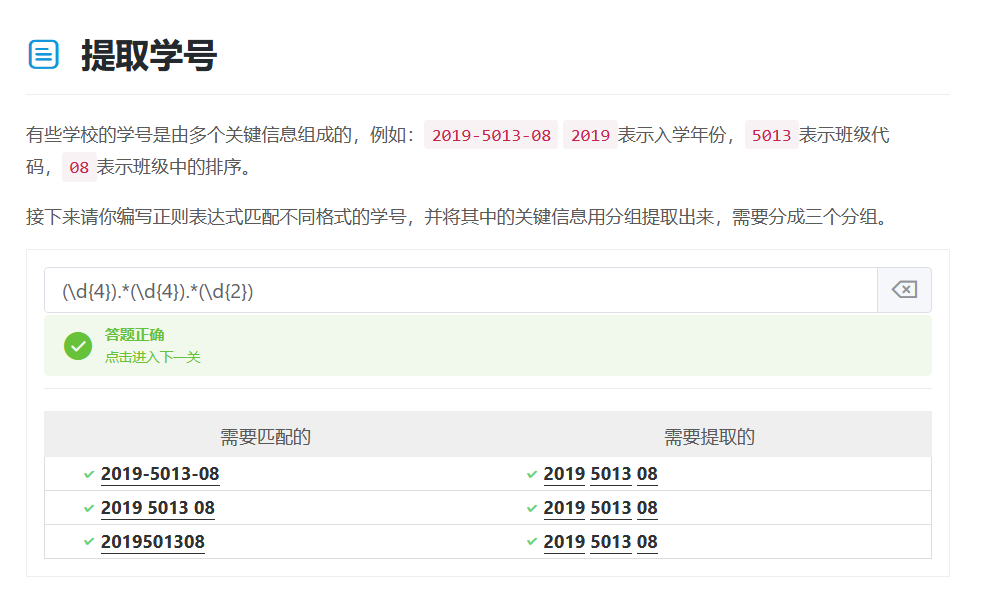 提取学号
有些学校的学号是由多个关键信息组成的，例如： 2019-5013-08 2019 表示入学年份， 5013 表示班级代
码， 08 表示班级中的排序。
接下来请你编写正则表达式匹配不同格式的学号，并将其中的关键信息用分组提取出来，需要分成三个分组。
(\d{4}).*(\d{4}).*(\d{2})
答题正确
点击进入下一关
需要匹配的 需要提取的
2019-5013-08 2019 5013 08
2019 5013 08 2019 5013 08
2019501308 2019 5013 08